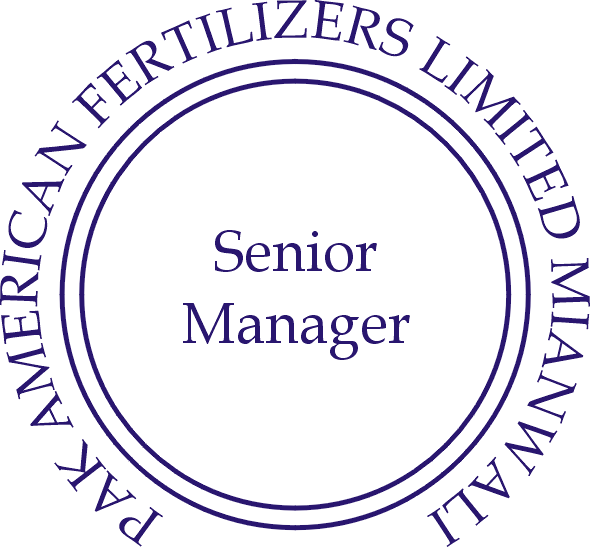 PAK AMERICAN FERTILIZERS LIMITED MIANWALI
Senior
Manager